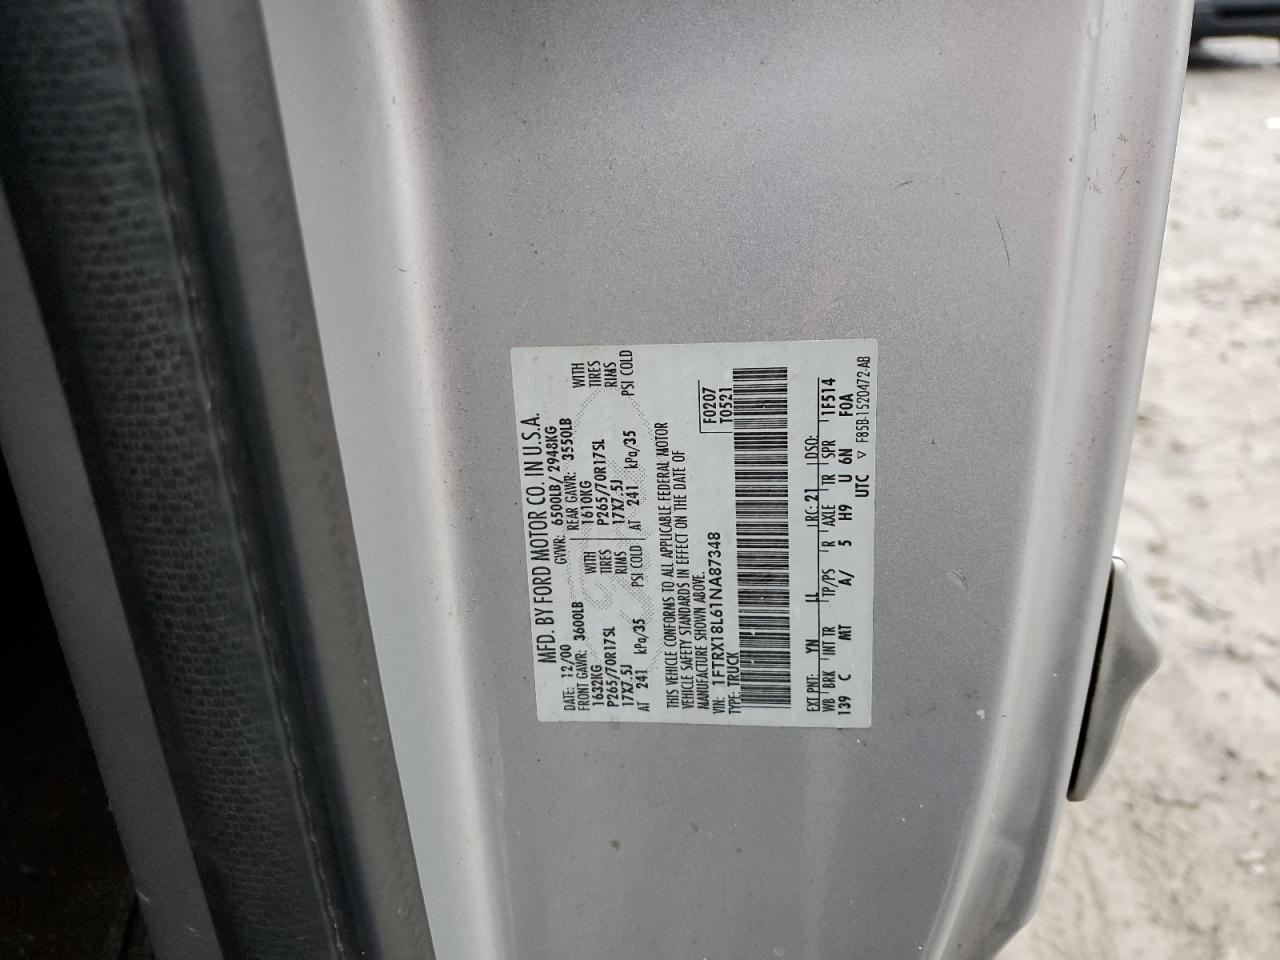 MFD. BY FORD MOTOR CO. IN U.S.A.
DATE: 12/00 GVWR: 6500LB/ 2948KG
FRONT GAWR: 3600LB REAR GAWR: 3550LB
1632KG WITH 1610KG WITH
P265/70R17SL TIRES P265/70R17SL TIRES
17X7.5J RIMS 17X7.5J RIMS
AT 241 kPa/35 PSI COLD AT 241 kPa/35 PSI COLD
THIS VEHICLE CONFORMS TO ALL APPLICABLE FEDERAL MOTOR
VEHICLE SAFETY STANDARDS IN EFFECT ON THE DATE OF
MANUFACTURE SHOWN ABOVE.
VIN: 1FTRX18L61NA87348 F0207
TYPE: TRUCK T0521
EXT PNT: YN LL RC: 21 DSO:
WB BRK INT TR TP/PS R AXLE TR SPR 1F514
139 C MT A/ 5 H9 U 6N F0A
UTC ▽ F85B-1520472-AB